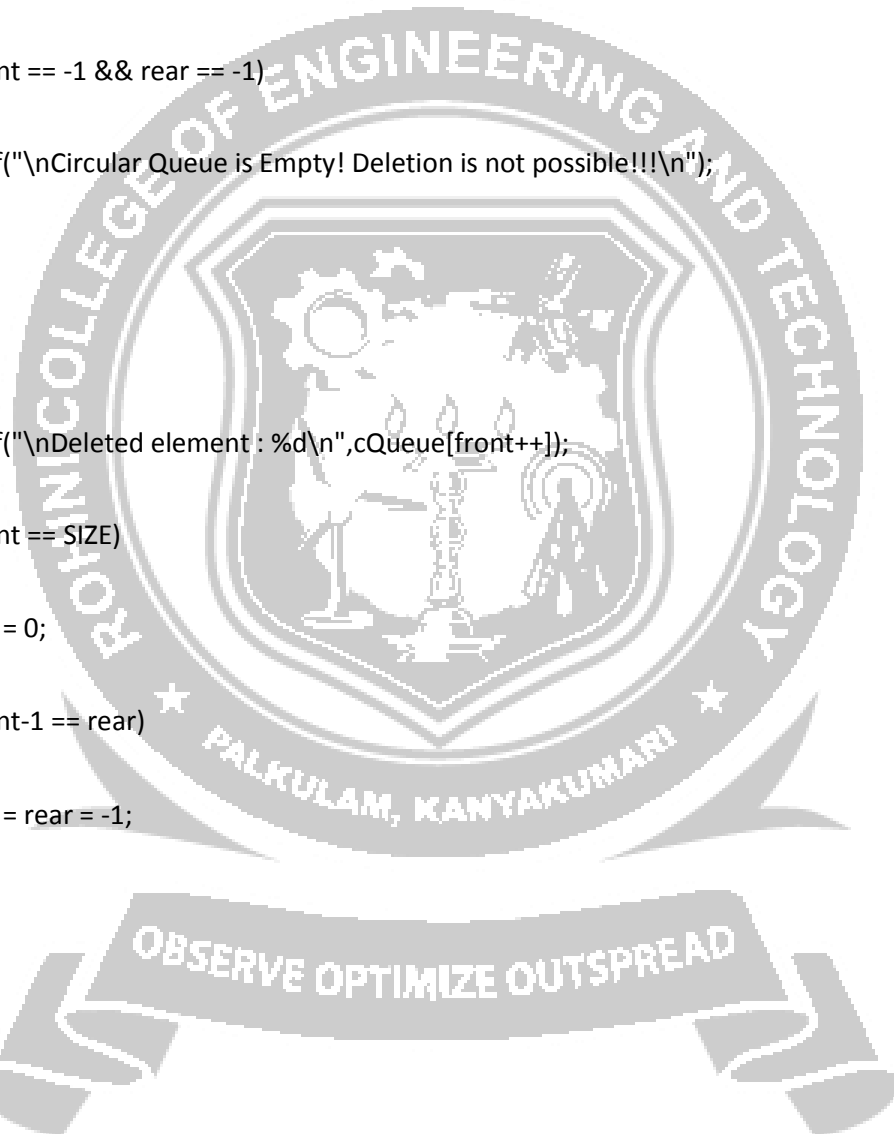 nt == -1 && rear == -1)
f("\nCircular Queue is Empty! Deletion is not possible!!!\n");
f("\nDeleted element : %d\n",cQueue[front++]);
nt == SIZE)
= 0;
nt-1 == rear)
= rear = -1;
ROHINI COLLEGE OF ENGINEERING AND TECHNOLOGY
PALKULAM, KANYAKUMARI
OBSERVE OPTIMIZE OUTSPREAD